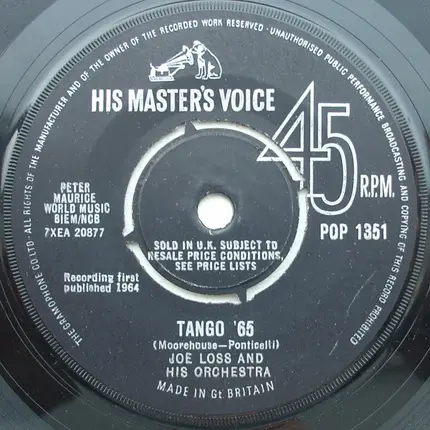 THE GRAMOPHONE CO. LTD. - ALL RIGHTS OF THE MANUFACTURER AND OF THE OWNER OF THE RECORDED WORK RESERVED - UNAUTHORISED PUBLIC PERFORMANCE BROADCASTING AND COPYING OF THIS RECORD PROHIBITED
HIS MASTER'S VOICE
45
R.P.M.
PETER
MAURICE
WORLD MUSIC
BIEM/NCB
7XEA 20877
POP 1351
SOLD IN U.K. SUBJECT TO
RESALE PRICE CONDITIONS,
SEE PRICE LISTS
Recording first
published 1964
TANGO '65
(Moorehouse-Ponticelli)
JOE LOSS AND
HIS ORCHESTRA
MADE IN Gt BRITAIN